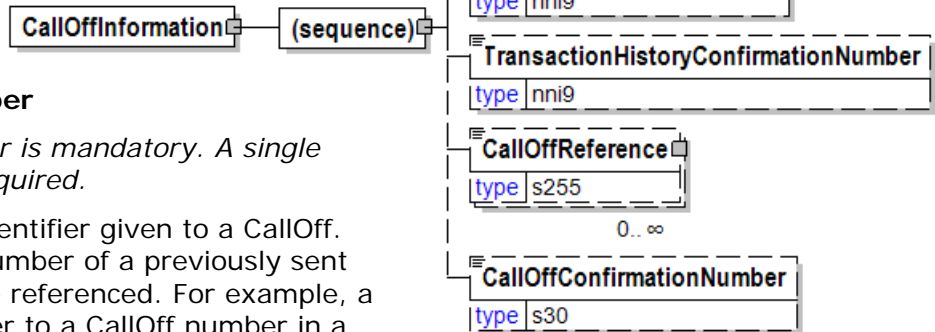 type nni9
CallOffInformation
(sequence)
TransactionHistoryConfirmationNumber
type nni9
CallOffReference
type s255
0.. ∞
CallOffConfirmationNumber
type s30
ber
r is mandatory. A single
quired.
entifier given to a CallOff.
umber of a previously sent
referenced. For example, a
er to a CallOff number in a